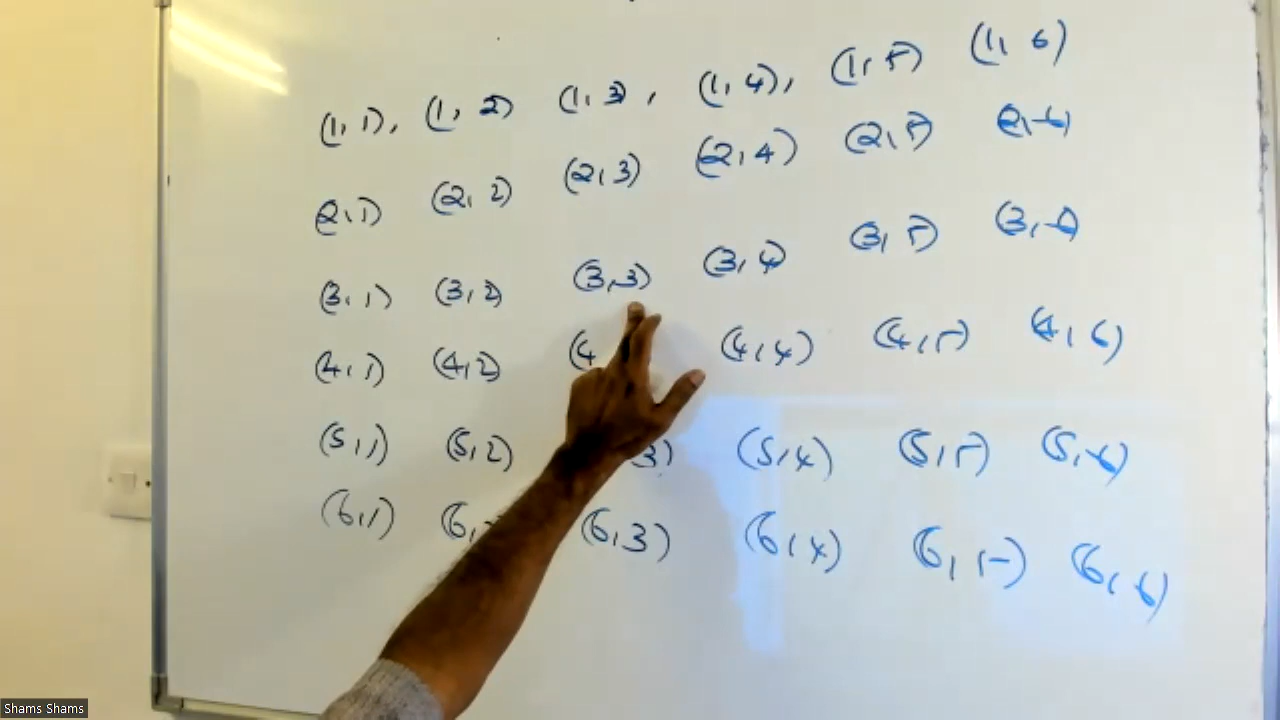 (1, 1), (1, 2) (1, 3, (1, 4), (1, 5) (1, 6)
(2, 1) (2, 2) (2, 3) (2, 4) (2, 5) (2, 6)
(3, 1) (3, 2) (3, 3) (3, 4) (3, 5) (3, 6)
(4, 1) (4, 2) (4 (4, 4) (4, 5) (4, 6)
(5, 1) (5, 2) 3) (5, 4) (5, 5) (5, 6)
(6, 1) (6, (6, 3) (6, 4) (6, 5) (6, 6)
Shams Shams